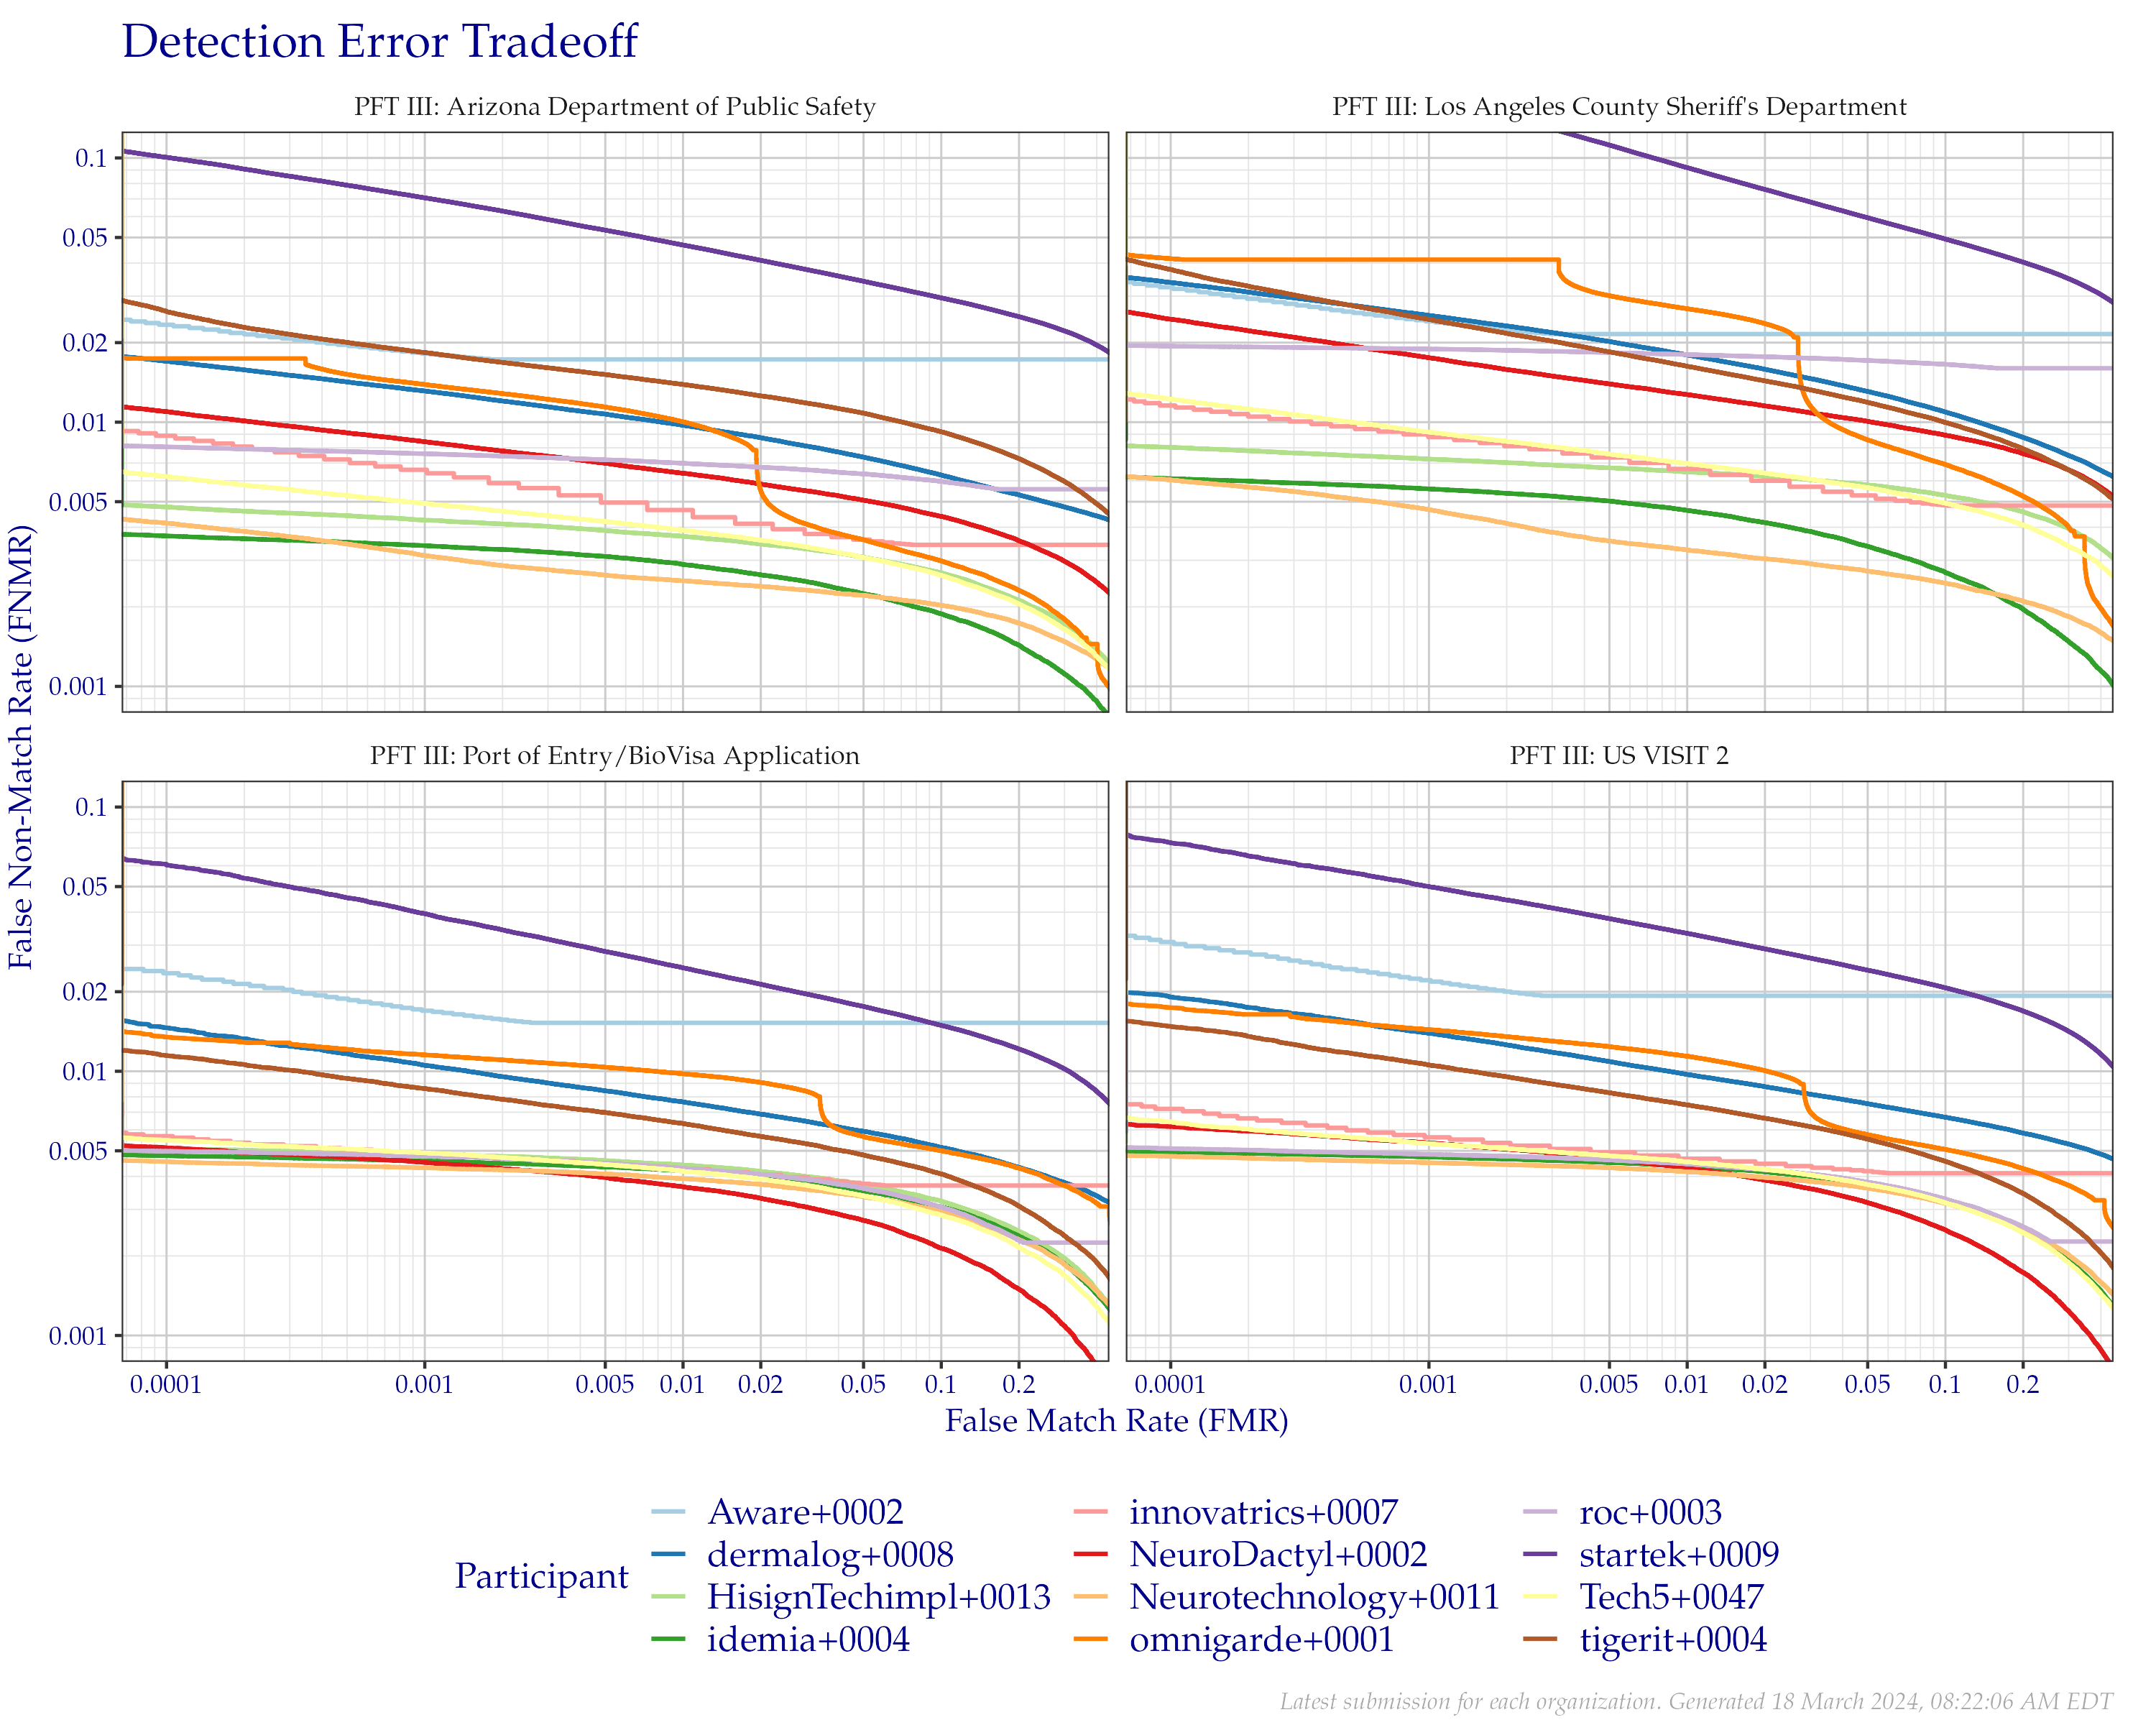 Detection Error Tradeoff
PFT III: Arizona Department of Public Safety
PFT III: Los Angeles County Sheriff's Department
0.1
0.05
0.02
0.01
0.005
0.001
False Non-Match Rate (FNMR)
PFT III: Port of Entry/BioVisa Application
PFT III: US VISIT 2
0.1
0.05
0.02
0.01
0.005
0.001
0.0001 0.001 0.005 0.01 0.02 0.05 0.1 0.2
0.0001 0.001 0.005 0.01 0.02 0.05 0.1 0.2
False Match Rate (FMR)
Participant
Aware+0002
dermalog+0008
HisignTechimpl+0013
idemia+0004
innovatrics+0007
NeuroDactyl+0002
Neurotechnology+0011
omnigarde+0001
roc+0003
startek+0009
Tech5+0047
tigerit+0004
Latest submission for each organization. Generated 18 March 2024, 08:22:06 AM EDT